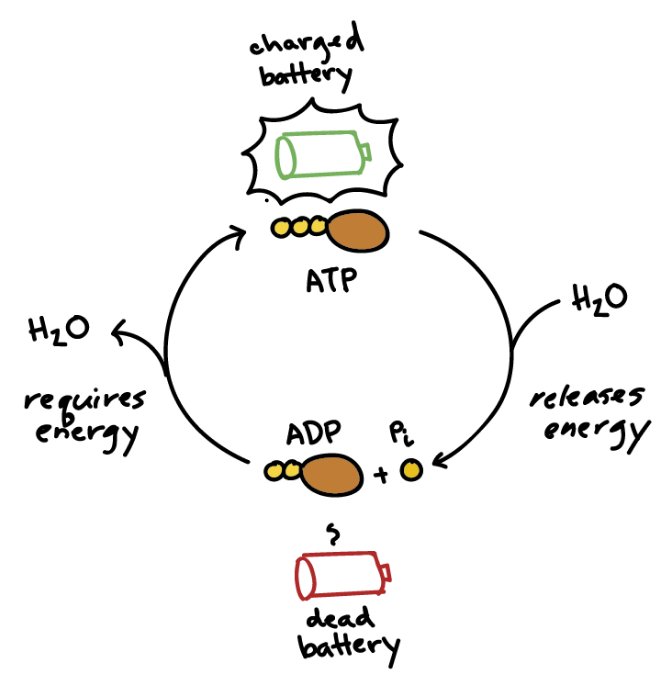 charged
battery
ATP
H₂O
H₂O
requires
energy
releases
energy
ADP
Pᵢ
+
dead
battery